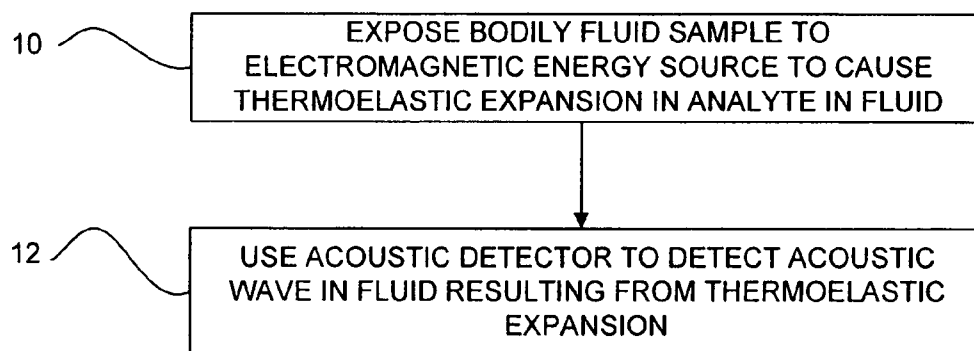 10
EXPOSE BODILY FLUID SAMPLE TO
ELECTROMAGNETIC ENERGY SOURCE TO CAUSE
THERMOELASTIC EXPANSION IN ANALYTE IN FLUID
12
USE ACOUSTIC DETECTOR TO DETECT ACOUSTIC
WAVE IN FLUID RESULTING FROM THERMOELASTIC
EXPANSION